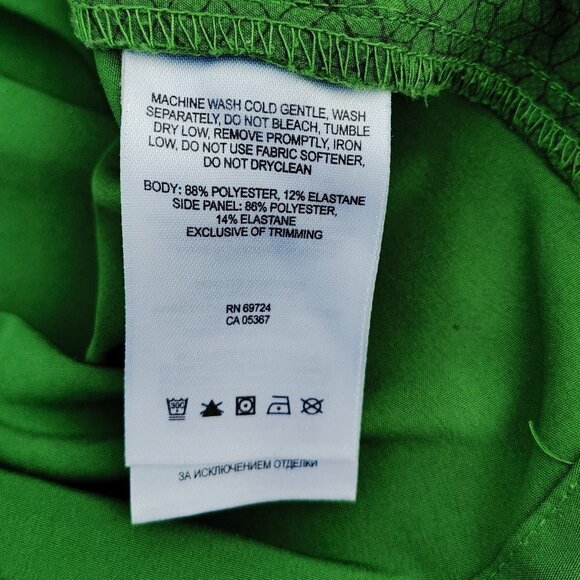 MACHINE WASH COLD GENTLE, WASH
SEPARATELY, DO NOT BLEACH, TUMBLE
DRY LOW, REMOVE PROMPTLY, IRON
LOW, DO NOT USE FABRIC SOFTENER,
DO NOT DRYCLEAN
BODY: 88% POLYESTER, 12% ELASTANE
SIDE PANEL: 86% POLYESTER,
14% ELASTANE
EXCLUSIVE OF TRIMMING
RN 69724
CA 05367
30C
ЗА ИСКЛЮЧЕНИЕМ ОТДЕЛКИ